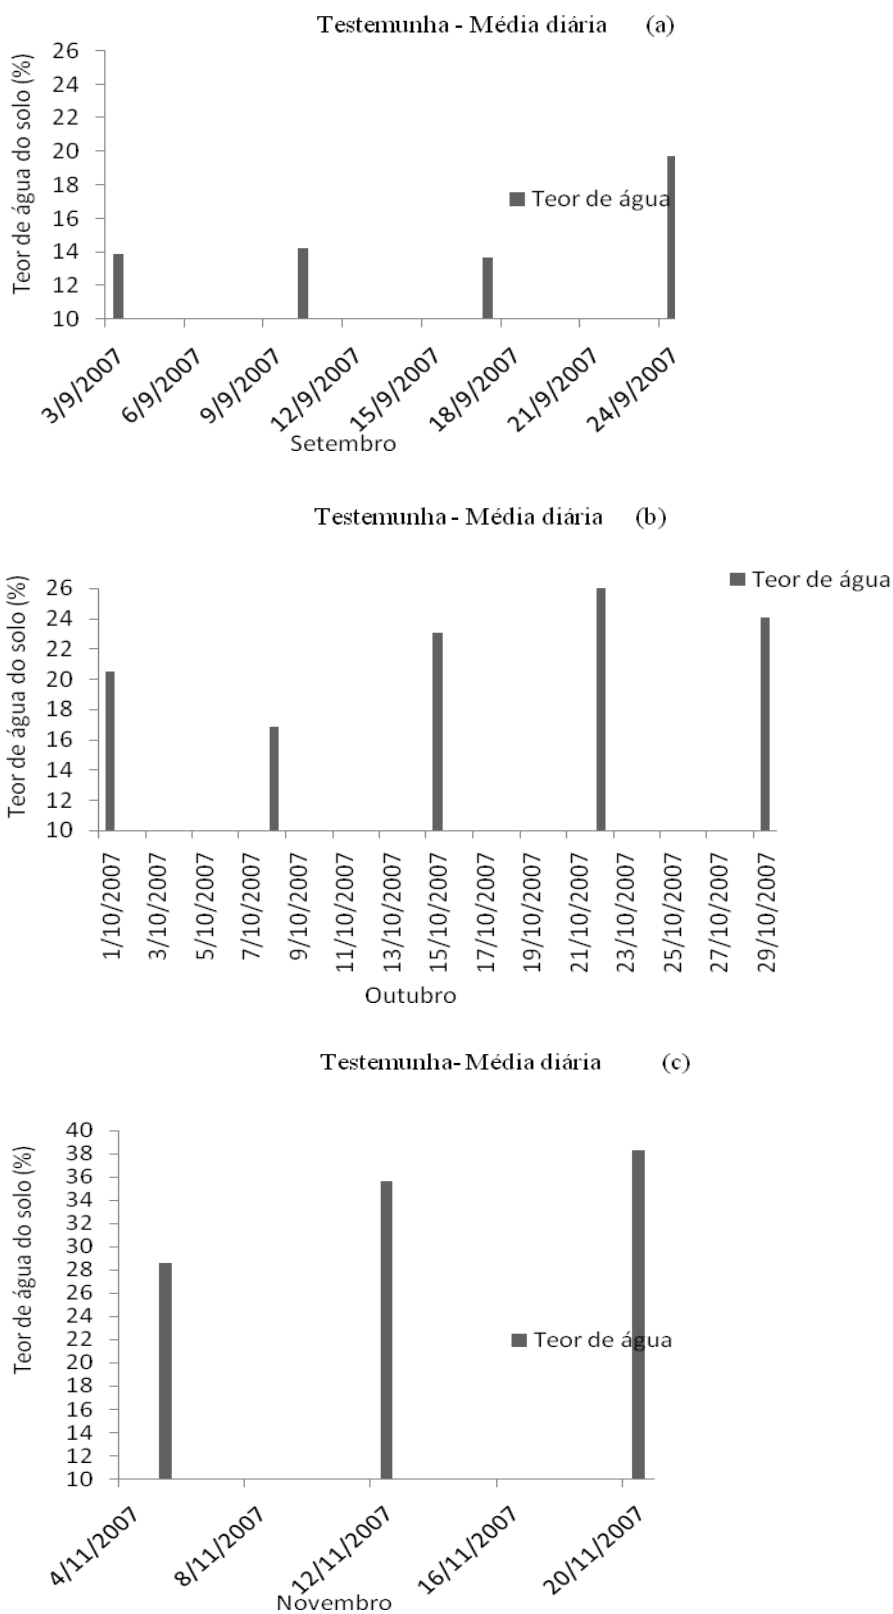 Testemunha - Média diária (a)
Teor de água do solo (%)
26
24
22
20
18
16
14
12
10
Teor de água
3/9/2007 6/9/2007 9/9/2007 12/9/2007 15/9/2007 18/9/2007 21/9/2007 24/9/2007
Setembro
Testemunha - Média diária (b)
Teor de água do solo (%)
26
24
22
20
18
16
14
12
10
Teor de água
1/10/2007 3/10/2007 5/10/2007 7/10/2007 9/10/2007 11/10/2007 13/10/2007 15/10/2007 17/10/2007 19/10/2007 21/10/2007 23/10/2007 25/10/2007 27/10/2007 29/10/2007
Outubro
Testemunha- Média diária (c)
Teor de água do solo (%)
40
38
36
34
32
30
28
26
24
22
20
18
16
14
12
10
Teor de água
4/11/2007 8/11/2007 12/11/2007 16/11/2007 20/11/2007
Novembro